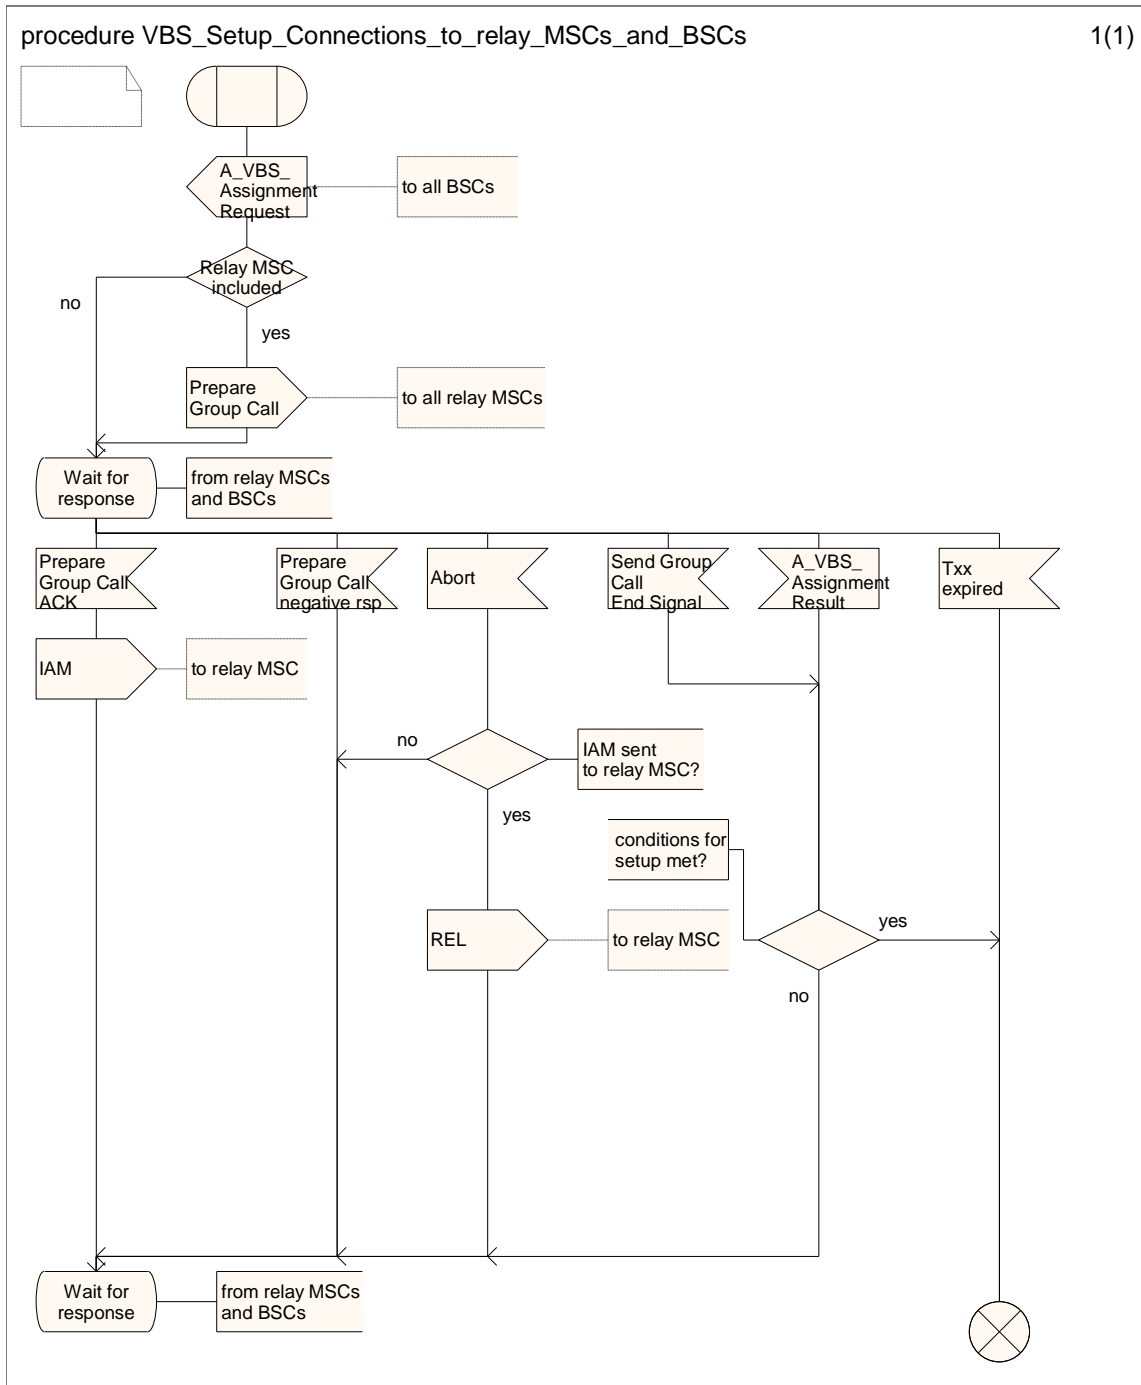 procedure VBS_Setup_Connections_to_relay_MSCs_and_BSCs
1(1)
A_VBS_
Assignment
Request
to all BSCs
Relay MSC
included
no
yes
Prepare
Group Call
to all relay MSCs
Wait for
response
from relay MSCs
and BSCs
Prepare
Group Call
ACK
Prepare
Group Call
negative rsp
Abort
Send Group
Call
End Signal
A_VBS_
Assignment
Result
Txx
expired
IAM
to relay MSC
no
IAM sent
to relay MSC?
yes
conditions for
setup met?
REL
to relay MSC
yes
no
Wait for
response
from relay MSCs
and BSCs